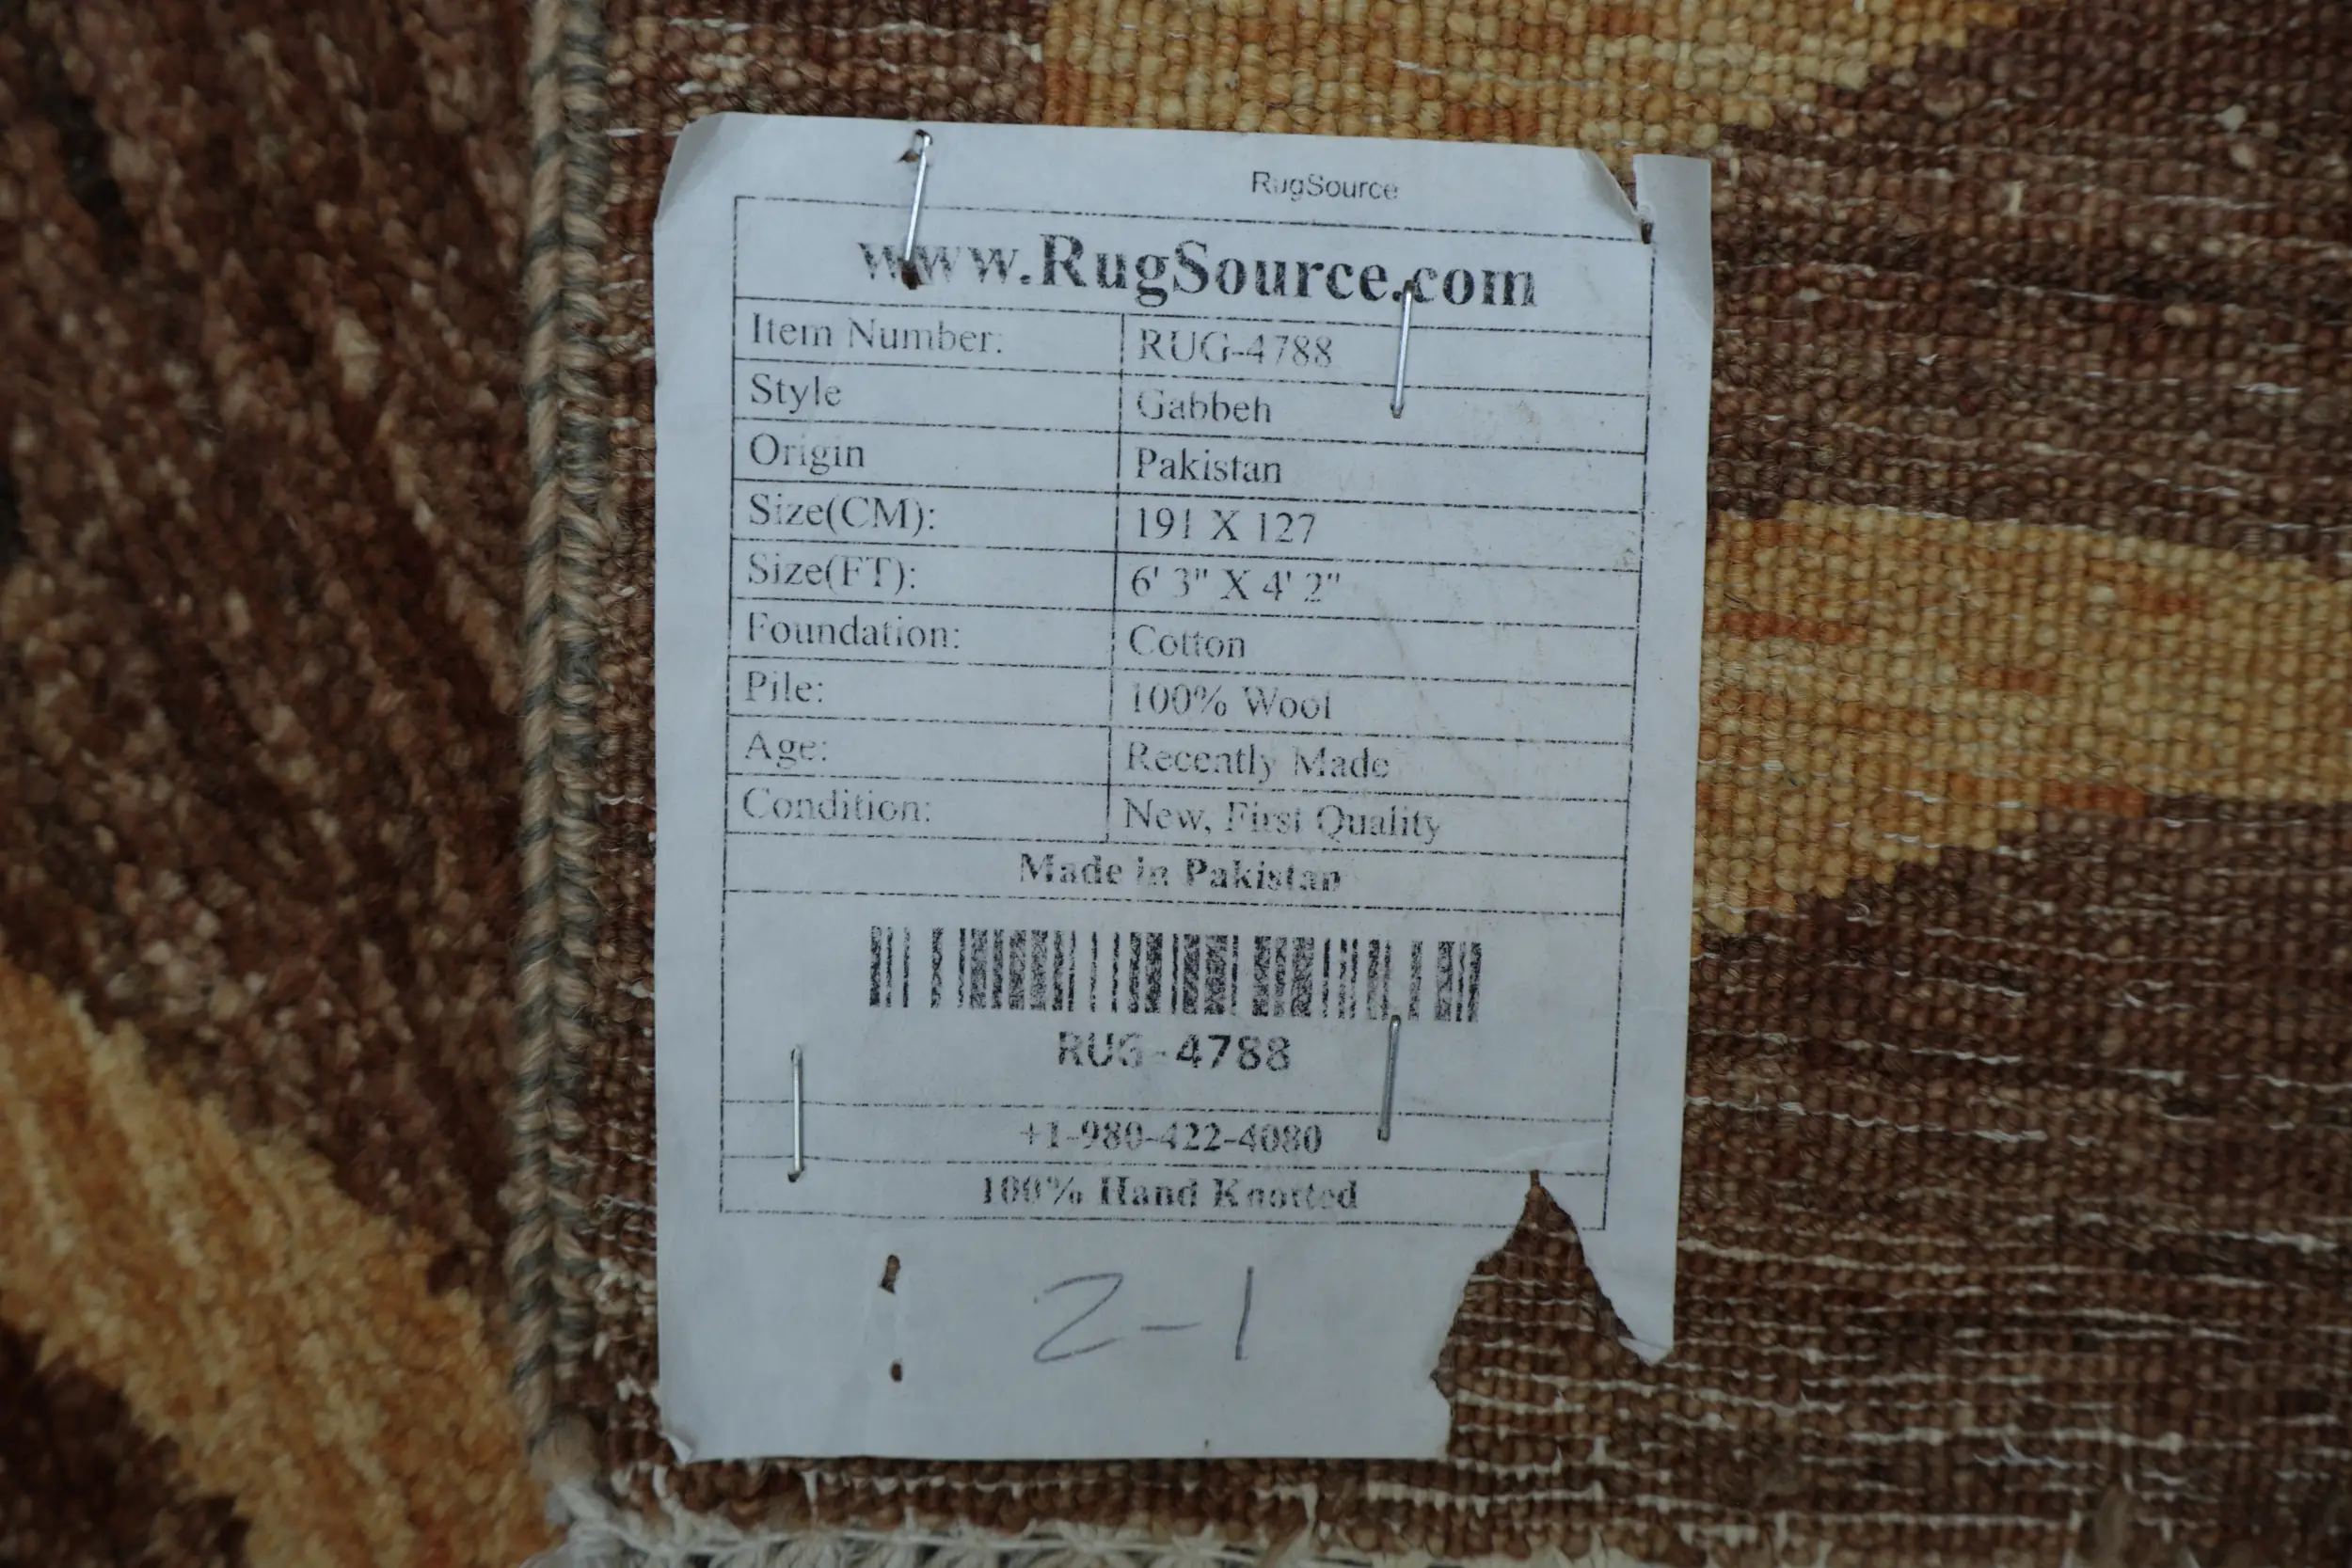 RugSource
www.RugSource.com
Item Number: RUG-4788
Style Gabbeh
Origin Pakistan
Size(CM): 191 X 127
Size(FT): 6' 3" X 4' 2"
Foundation: Cotton
Pile: 100% Wool
Age: Recently Made
Condition: New, First Quality
Made in Pakistan
RUG-4788
+1-980-422-4080
100% Hand Knotted
2-1